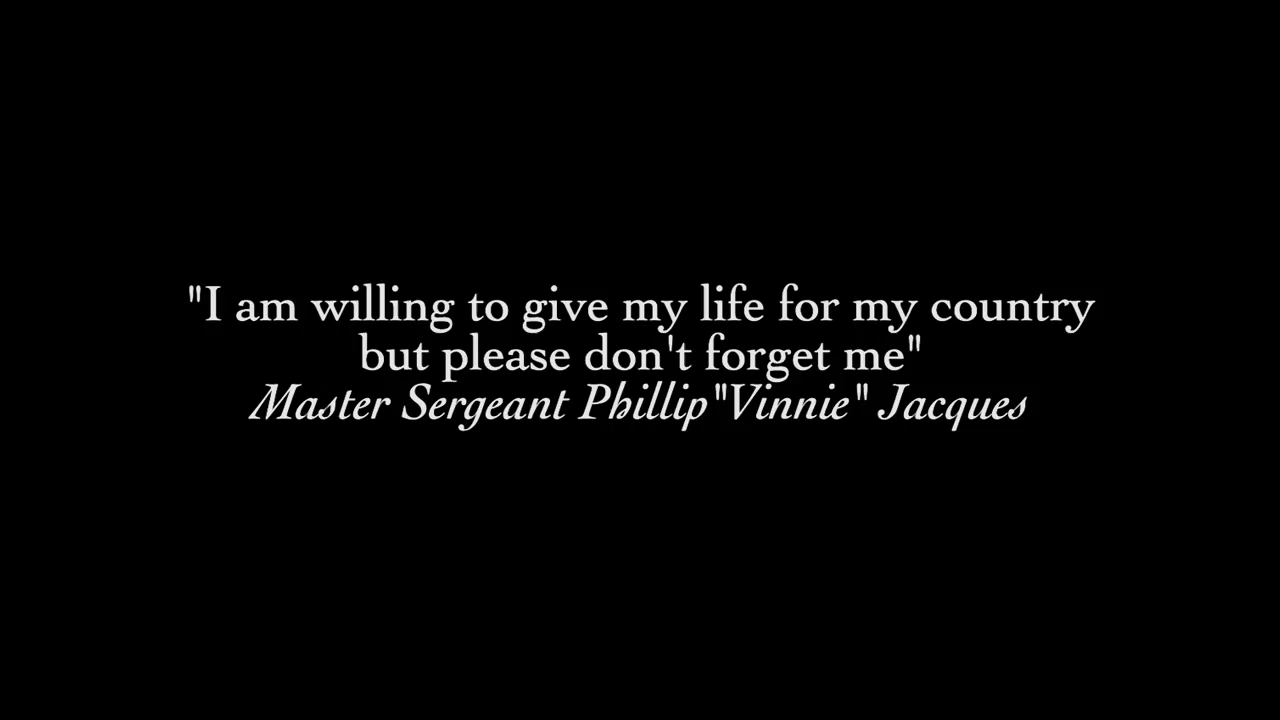 "I am willing to give my life for my country
but please don't forget me"
Master Sergeant Phillip "Vinnie" Jacques